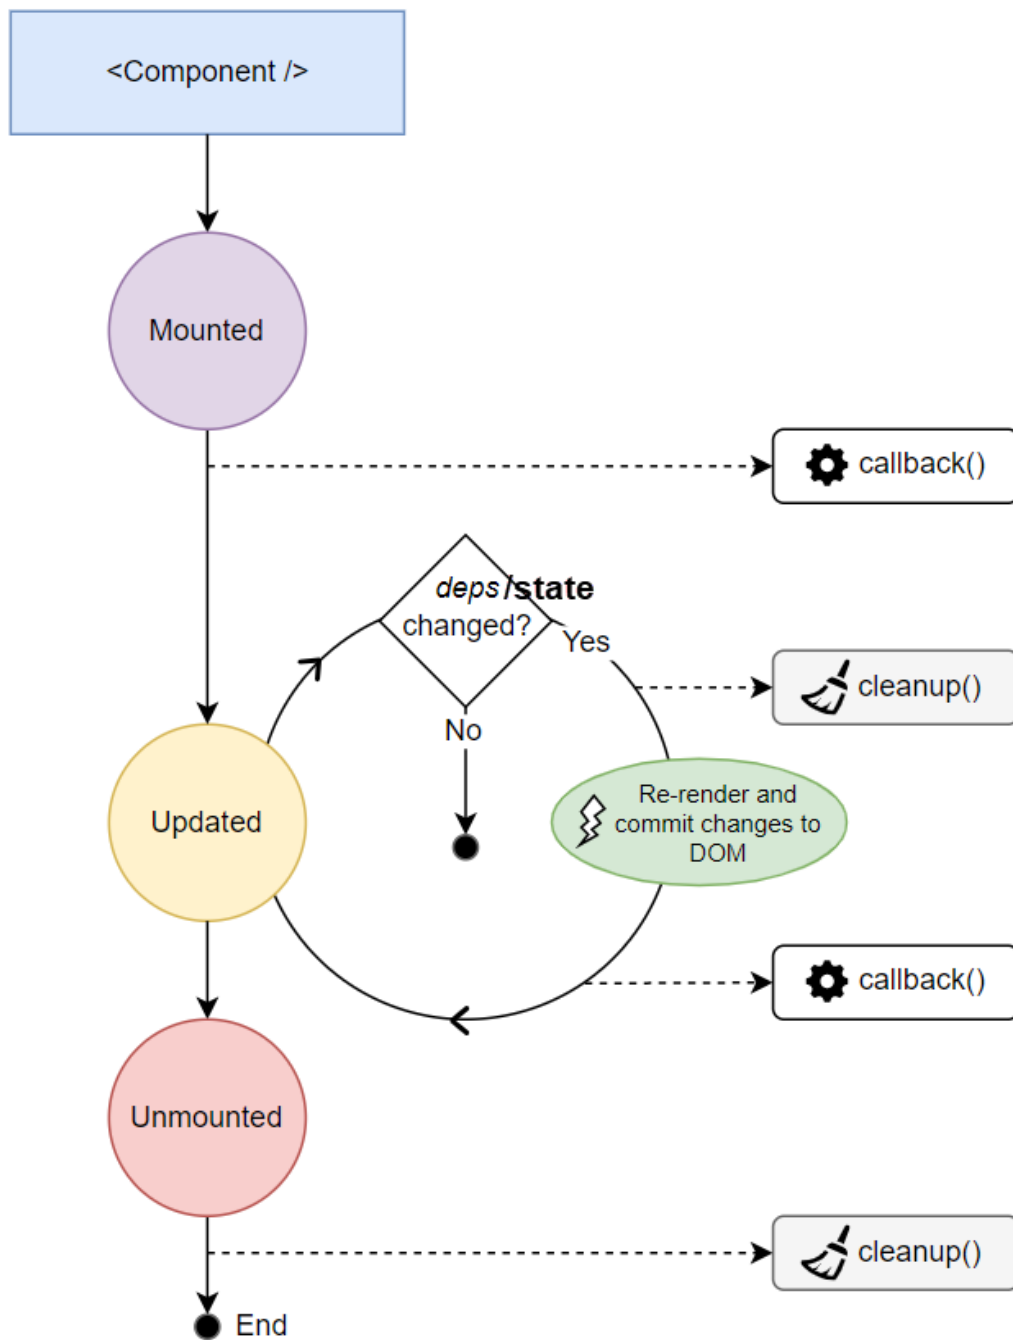 <Component />
Mounted
callback()
deps/state
changed?
Yes
cleanup()
No
Updated
Re-render and
commit changes to
DOM
callback()
Unmounted
cleanup()
End